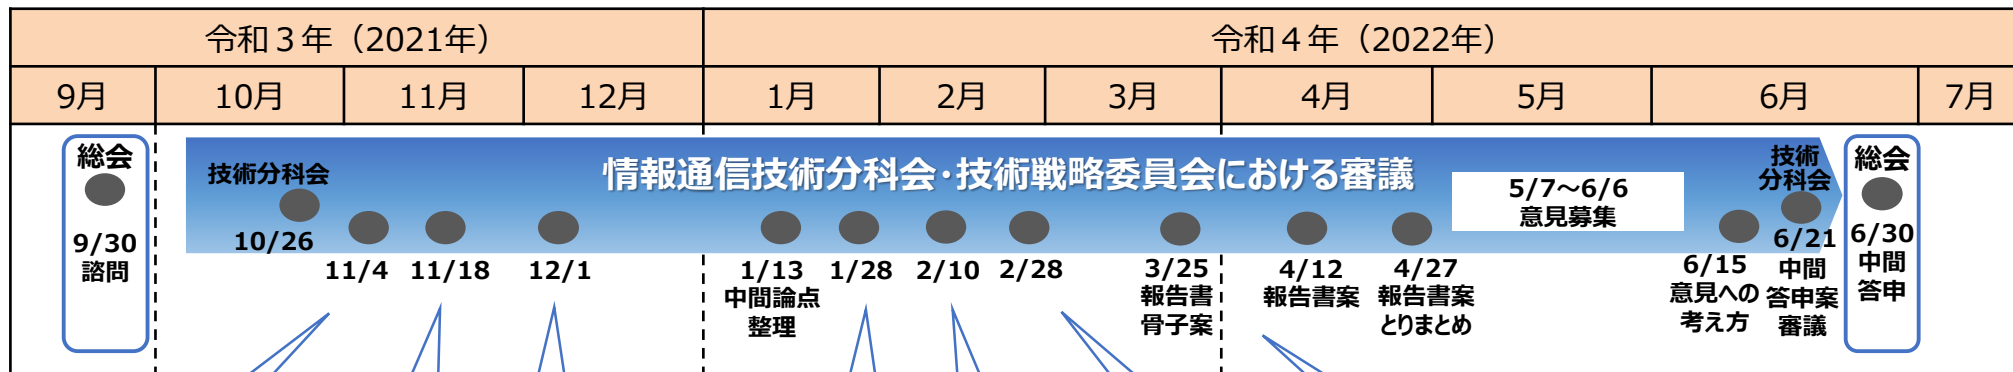 令和３年（2021年）
令和４年（2022年）
9月
10月
11月
12月
1月
2月
3月
4月
5月
6月
7月
総会
9/30
諮問
情報通信技術分科会・技術戦略委員会における審議
技術分科会
10/26
11/4
11/18
12/1
1/13
中間論点
整理
1/28
2/10
2/28
3/25
報告書
骨子案
4/12
報告書案
4/27
報告書案
とりまとめ
5/7～6/6
意見募集
6/15
意見への
考え方
技術
分科会
6/21
中間
答申案
審議
総会
6/30
中間
答申